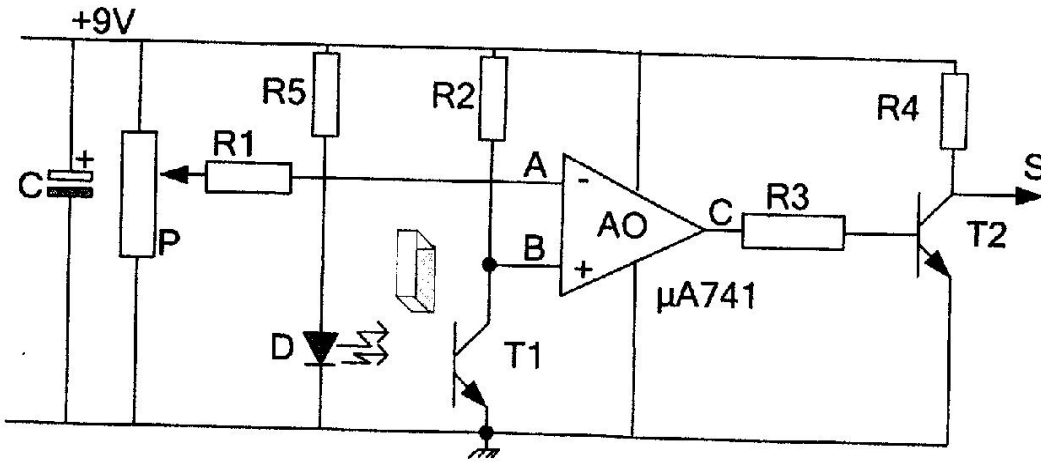 +9V
R5
R2
R4
R1
A
-
S
+
C
P
AO
C
R3
T2
B
+
µA741
D
T1